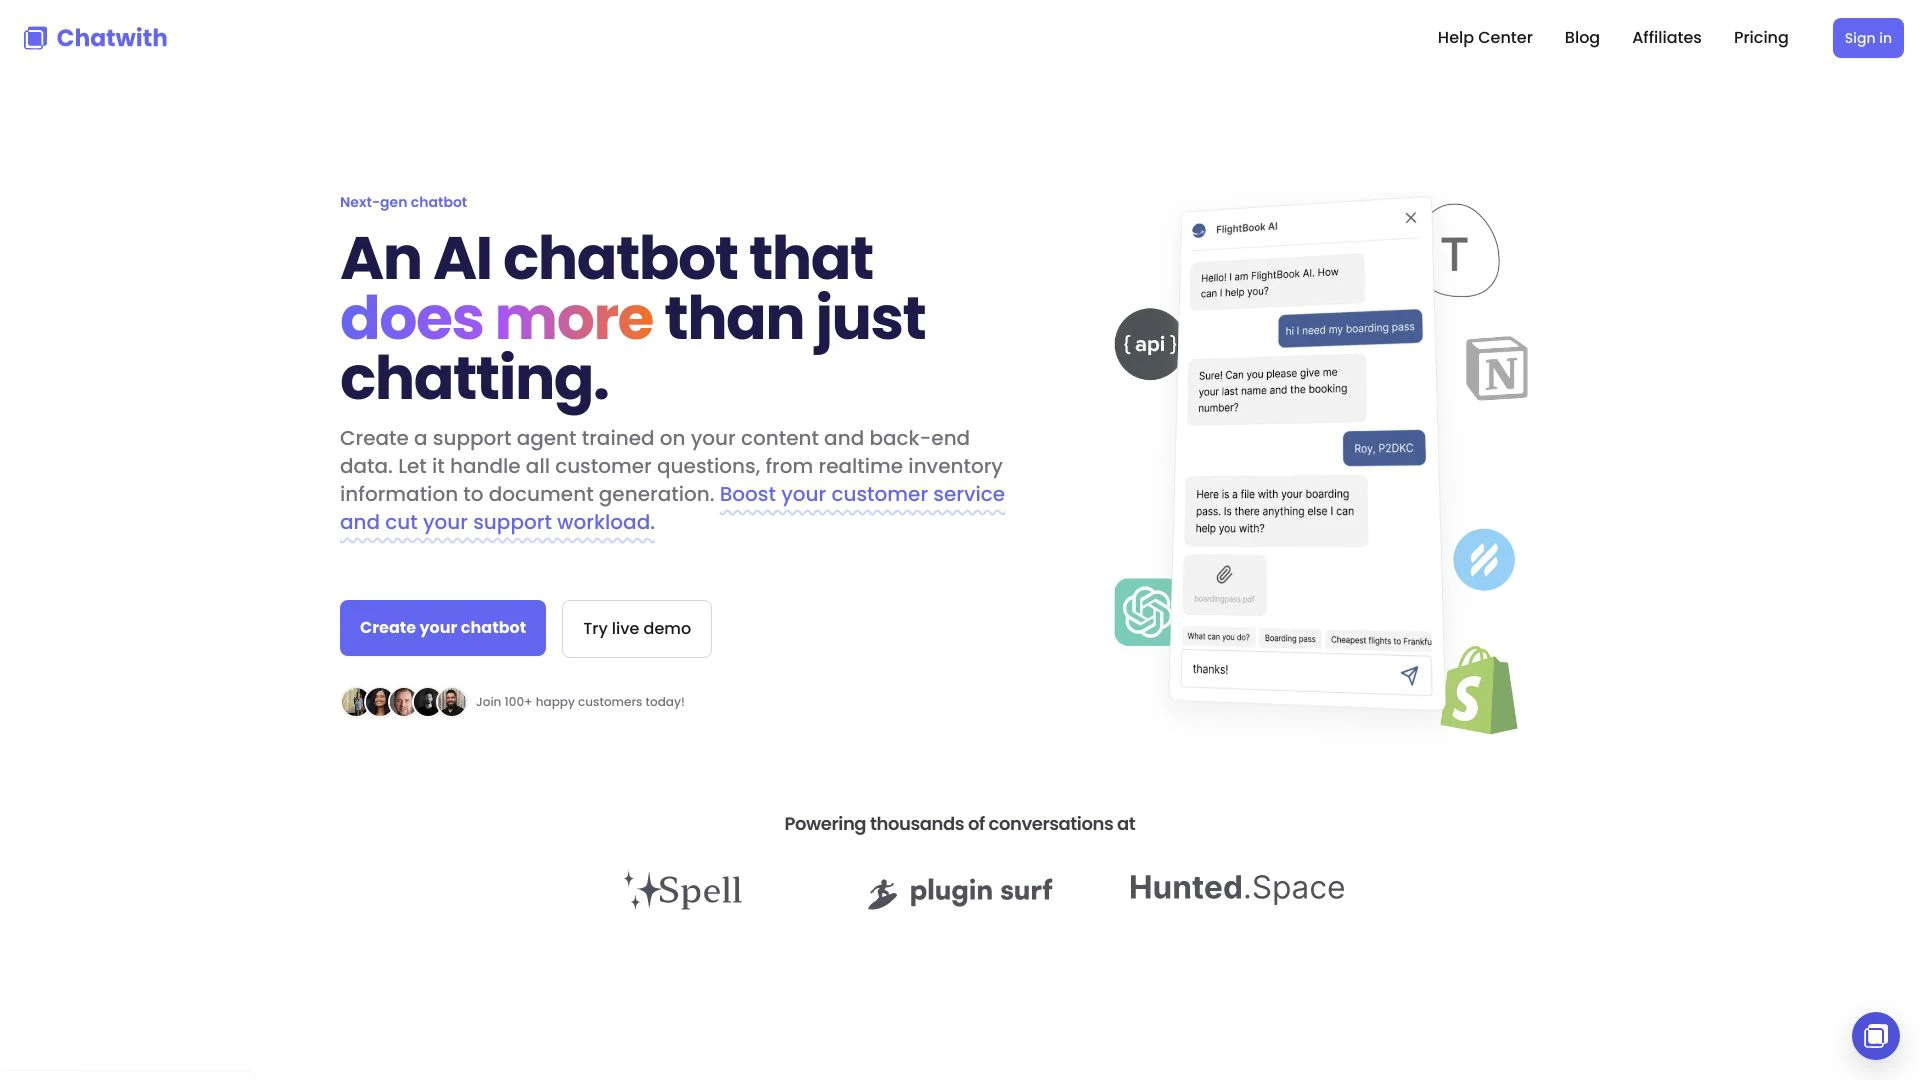 Chatwith
Help Center
Blog
Affiliates
Pricing
Sign in
Next-gen chatbot
An AI chatbot that
does more than just
chatting.
Create a support agent trained on your content and back-end
data. Let it handle all customer questions, from realtime inventory
information to document generation. Boost your customer service
and cut your support workload.
Create your chatbot
Try live demo
Join 100+ happy customers today!
FlightBook AI
Hello! I am FlightBook AI. How
can I help you?
hi I need my boarding pass
Sure! Can you please give me
your last name and the booking
number?
Roy, P2DKC
Here is a file with your boarding
pass. Is there anything else I can
help you with?
boardingpass.pdf
What can you do?
Boarding pass
Cheapest flights to Frankfu
thanks!
{ api }
T
N
S
Powering thousands of conversations at
Spell
plugin surf
Hunted.Space